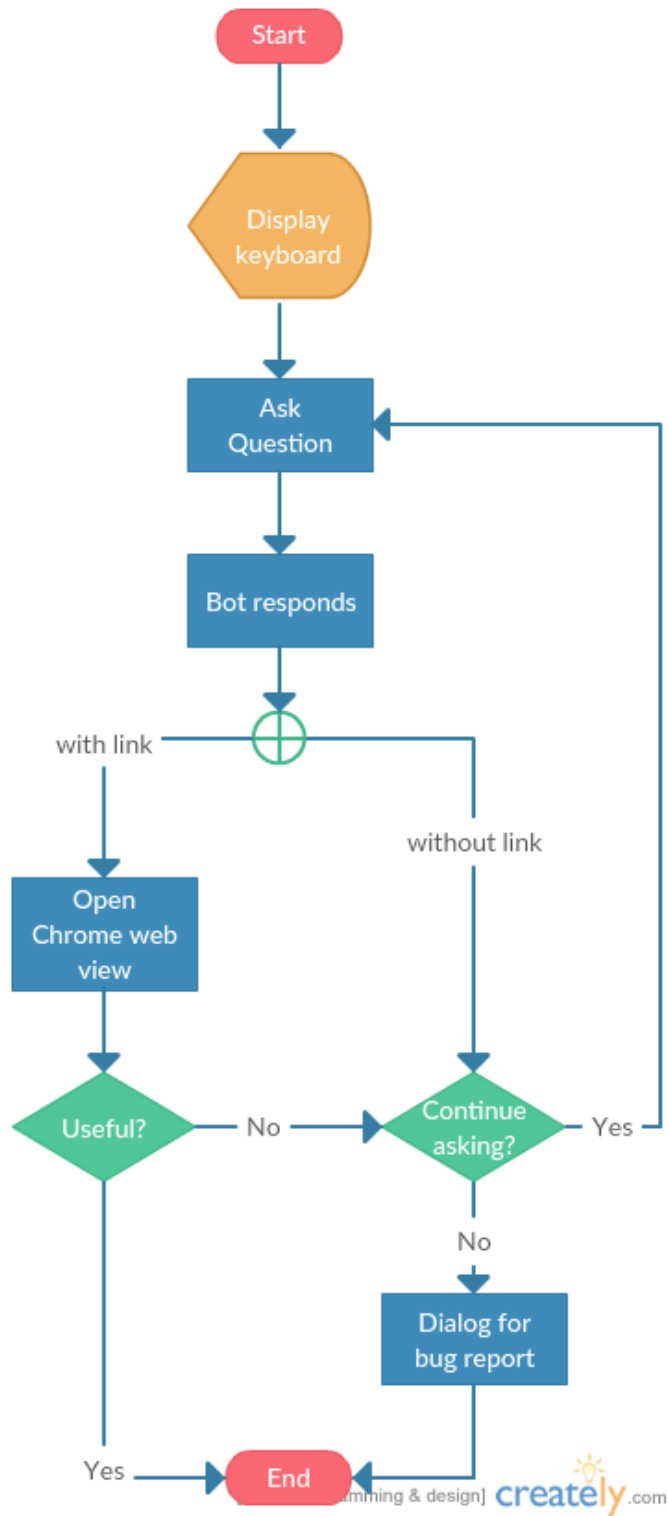 Start
Display
keyboard
Ask
Question
Bot responds
with link
without link
Open
Chrome web
view
Useful?
No
Continue
asking?
Yes
No
Dialog for
bug report
Yes
End
& design]
creately.com